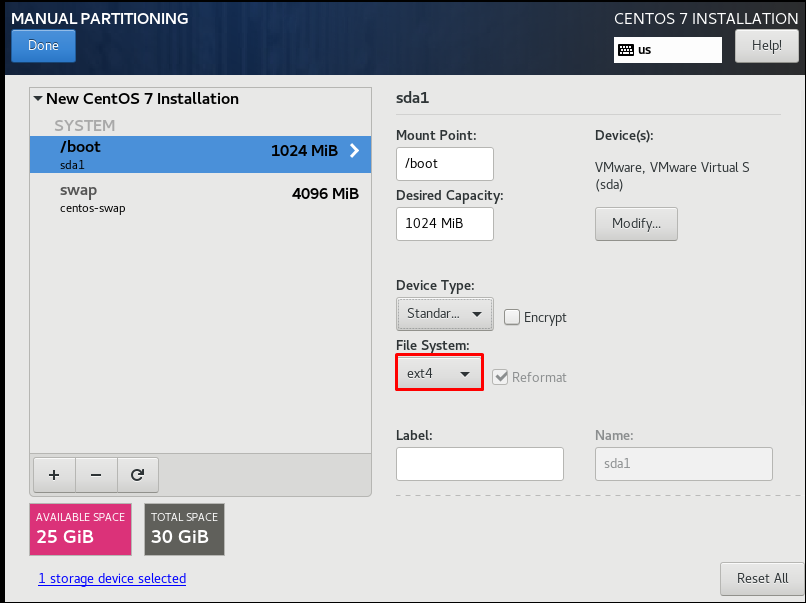 MANUAL PARTITIONING
CENTOS 7 INSTALLATION
Done
us
Help!
New CentOS 7 Installation
SYSTEM
/boot
1024 MiB
sda1
swap
4096 MiB
centos-swap
+
−
AVAILABLE SPACE
25 GiB
TOTAL SPACE
30 GiB
1 storage device selected
sda1
Mount Point:
/boot
Device(s):
VMware, VMware Virtual S
(sda)
Desired Capacity:
1024 MiB
Modify...
Device Type:
Standar...
Encrypt
File System:
ext4
Reformat
Label:
Name:
sda1
Reset All